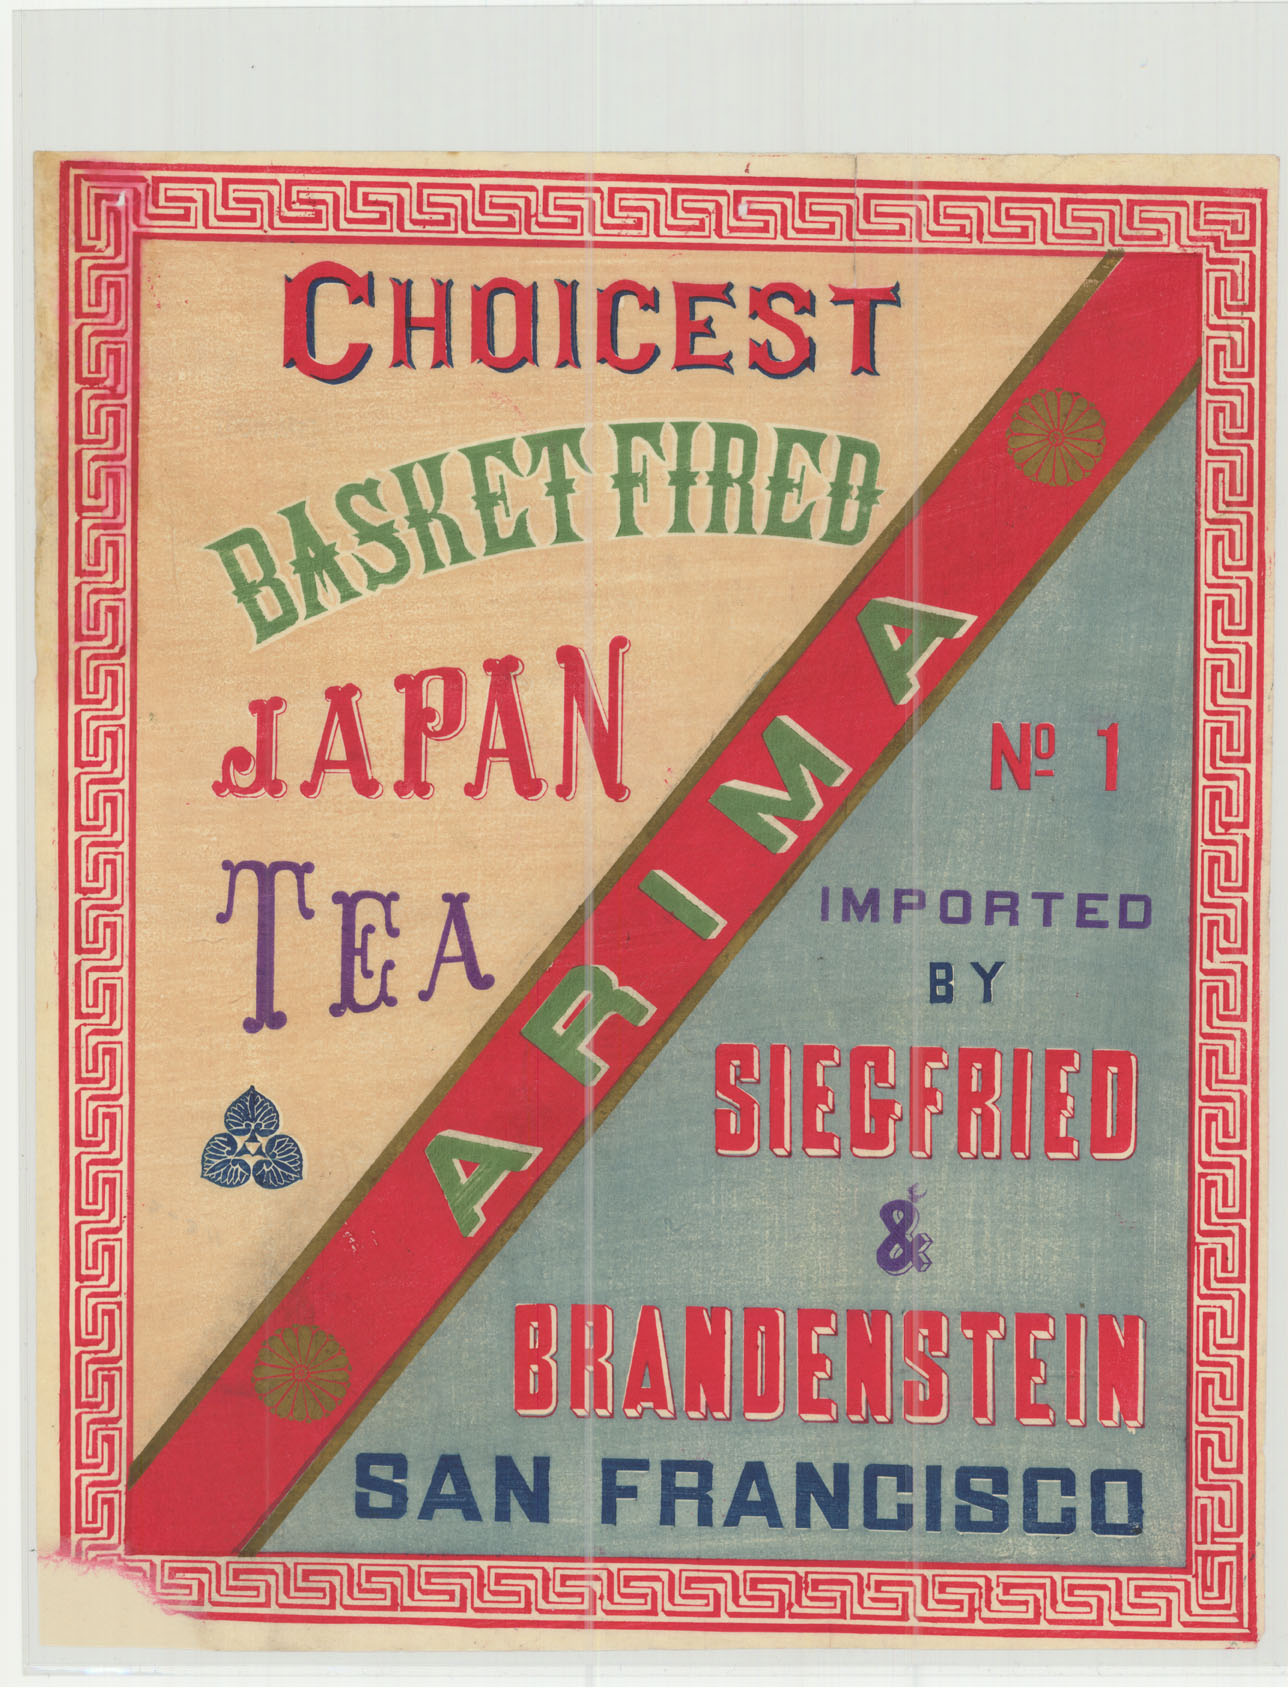 CHOICEST
BASKET FIRED
JAPAN
TEA
ARIMA
Nº 1
IMPORTED
BY
SIEGFRIED
&
BRANDENSTEIN
SAN FRANCISCO